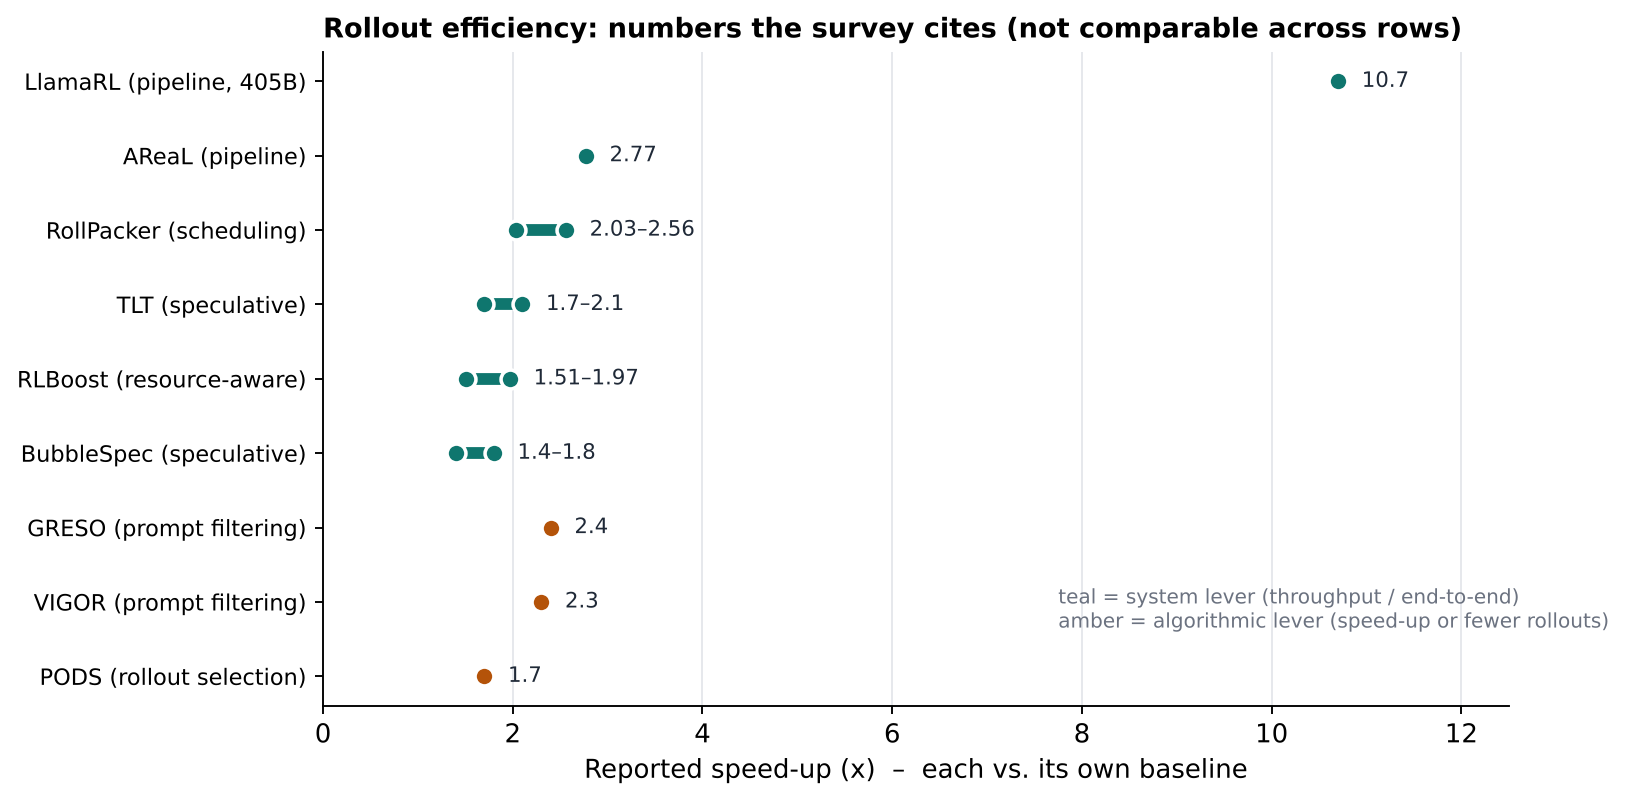 Rollout efficiency: numbers the survey cites (not comparable across rows)
LlamaRL (pipeline, 405B)
10.7
AReaL (pipeline)
2.77
RollPacker (scheduling)
2.03–2.56
TLT (speculative)
1.7–2.1
RLBoost (resource-aware)
1.51–1.97
BubbleSpec (speculative)
1.4–1.8
GRESO (prompt filtering)
2.4
VIGOR (prompt filtering)
2.3
teal = system lever (throughput / end-to-end)
amber = algorithmic lever (speed-up or fewer rollouts)
PODS (rollout selection)
1.7
0 2 4 6 8 10 12
Reported speed-up (x) – each vs. its own baseline